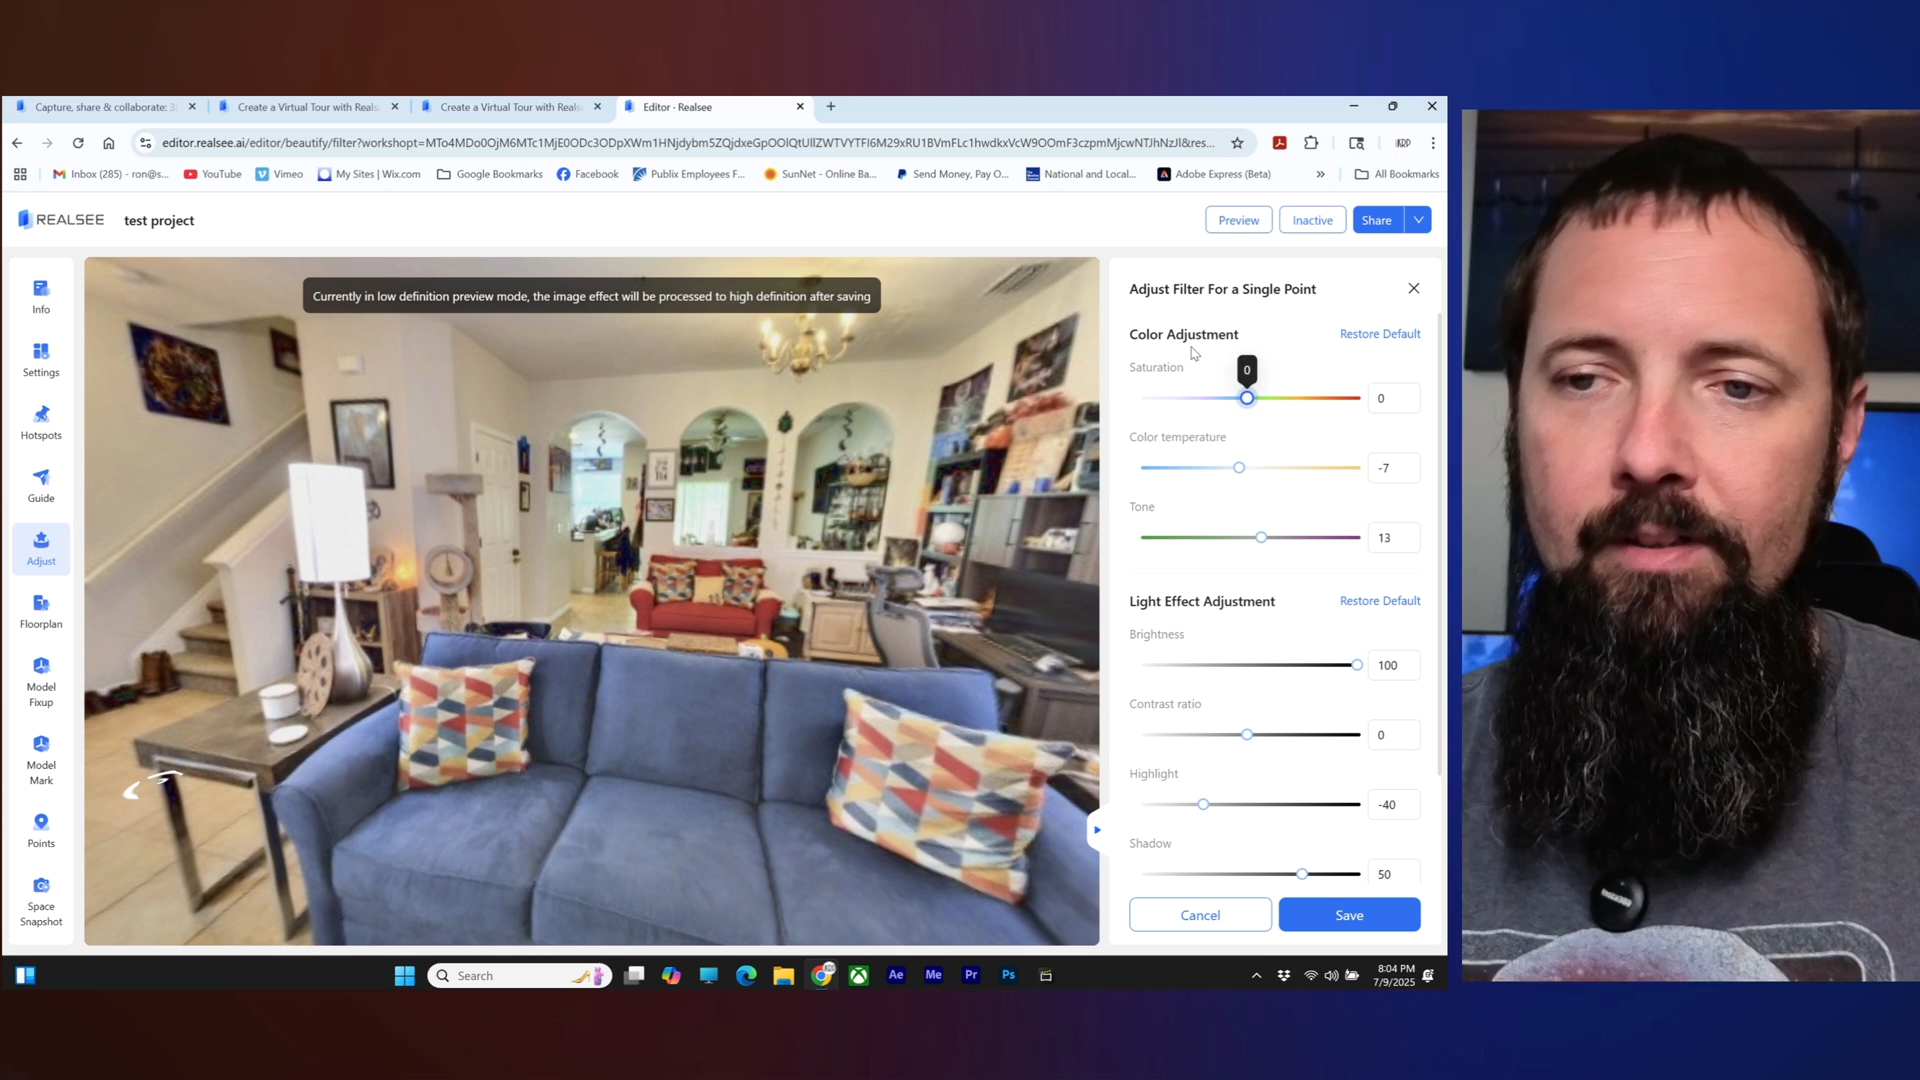 Capture, share & collaborate: 3
Create a Virtual Tour with Reals
Create a Virtual Tour with Reals
Editor - Realsee
editor.realsee.ai/editor/beautify/filter?workshopt=
Inbox (285) - ron@s...
YouTube
Vimeo
My Sites | Wix.com
Google Bookmarks
Facebook
Publix Employees F...
SunNet - Online Ba...
Send Money, Pay O...
National and Local...
Adobe Express (Beta)
All Bookmarks
REALSEE
test project
Preview
Inactive
Share
Info
Settings
Hotspots
Guide
Adjust
Floorplan
Model
Fixup
Model
Mark
Points
Space
Snapshot
Currently in low definition preview mode, the image effect will be processed to high definition after saving
Adjust Filter For a Single Point
Color Adjustment Restore Default
Saturation
0
0
Color temperature
-7
Tone
13
Light Effect Adjustment Restore Default
Brightness
100
Contrast ratio
0
Highlight
-40
Shadow
50
Cancel Save
Search
Ae
Me
Pr
Ps
8:04 PM
7/9/2025